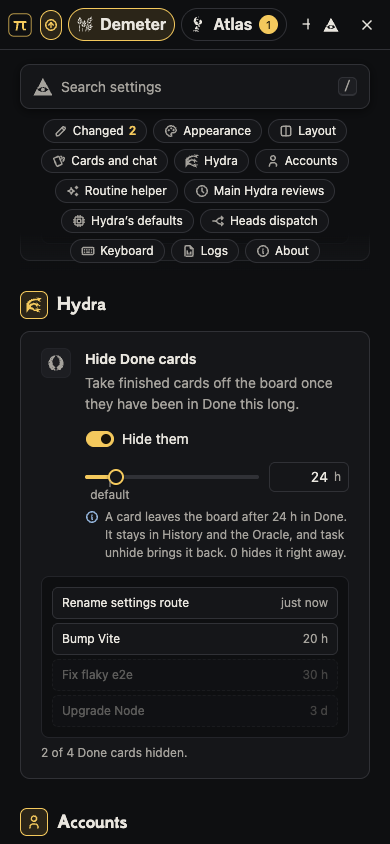 π
Demeter
Atlas 1
Search settings /
Changed 2
Appearance
Layout
Cards and chat
Hydra
Accounts
Routine helper
Main Hydra reviews
Hydra's defaults
Heads dispatch
Keyboard
Logs
About
Hydra
Hide Done cards
Take finished cards off the board once
they have been in Done this long.
Hide them
24 h
default
A card leaves the board after 24 h in Done.
It stays in History and the Oracle, and task
unhide brings it back. 0 hides it right away.
Rename settings route just now
Bump Vite 20 h
Fix flaky e2e 30 h
Upgrade Node 3 d
2 of 4 Done cards hidden.
Accounts